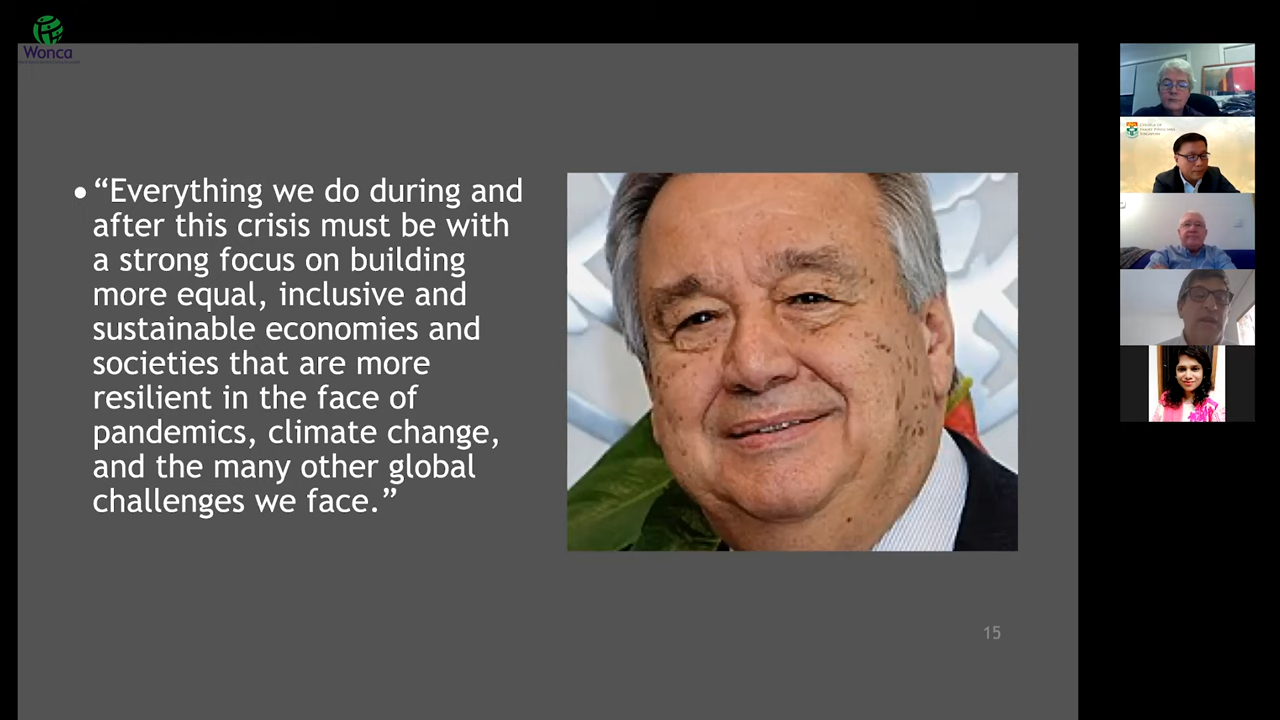 Wonca
• “Everything we do during and
after this crisis must be with
a strong focus on building
more equal, inclusive and
sustainable economies and
societies that are more
resilient in the face of
pandemics, climate change,
and the many other global
challenges we face.”
15